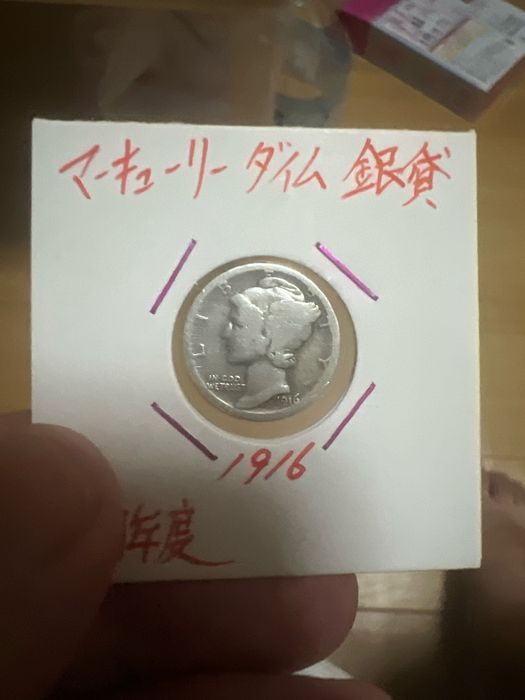 マーキューリー ダイム 銀貸
LIBERTY
IN GOD
WE TRUST
1916
1916
年度